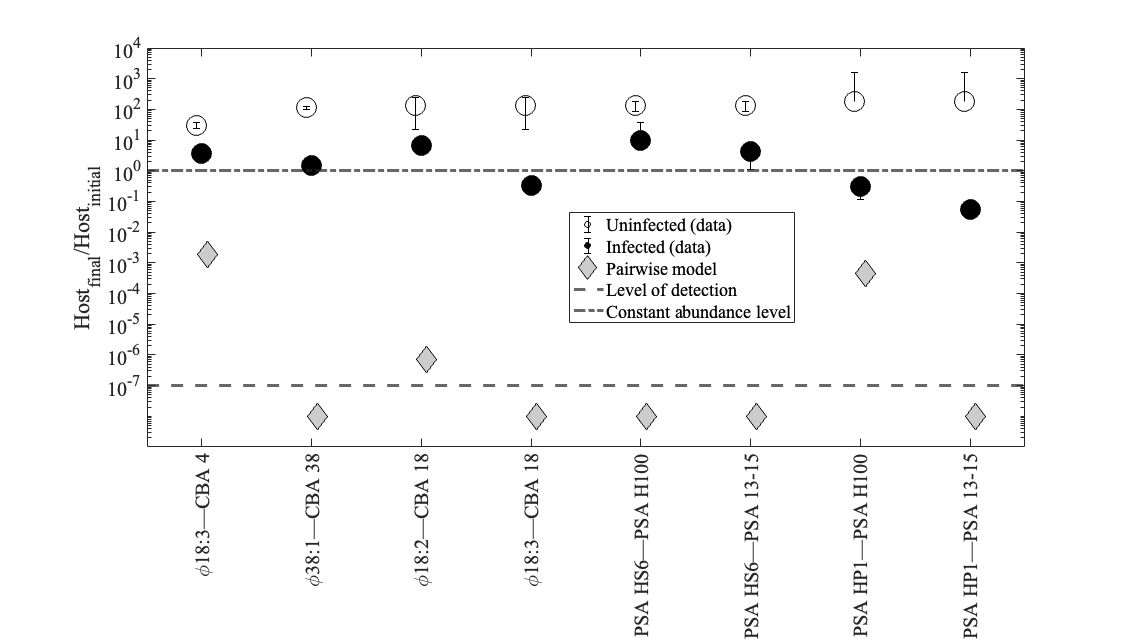 10^4
10^3
10^2
10^1
10^0
10^-1
10^-2
10^-3
10^-4
10^-5
10^-6
10^-7
Host_final/Host_initial
Uninfected (data)
Infected (data)
Pairwise model
Level of detection
Constant abundance level
ϕ18:3—CBA 4
ϕ38:1—CBA 38
ϕ18:2—CBA 18
ϕ18:3—CBA 18
PSA HS6—PSA H100
PSA HS6—PSA 13-15
PSA HP1—PSA H100
PSA HP1—PSA 13-15